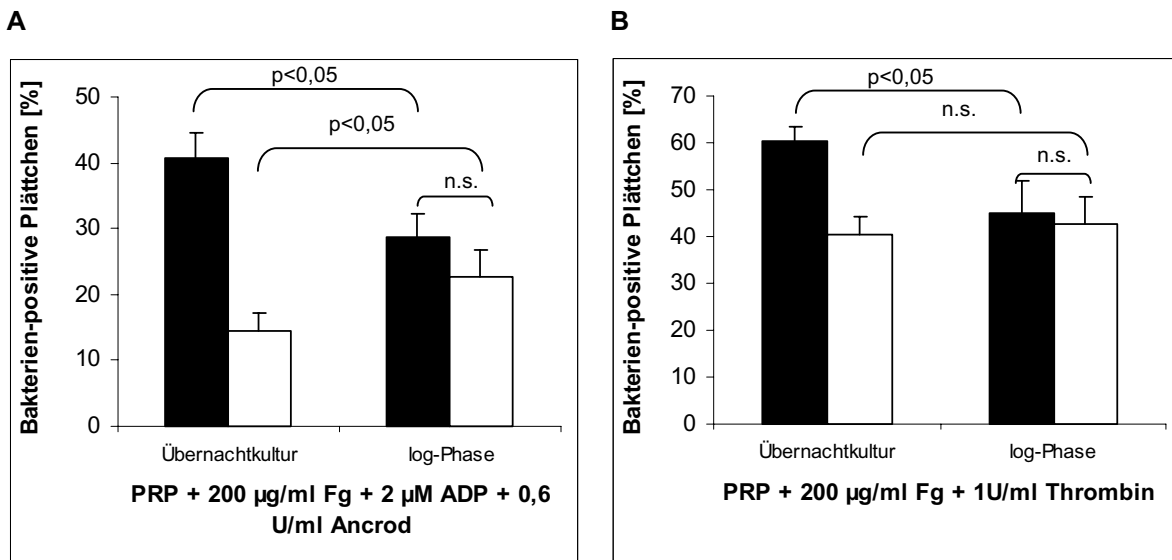 A
Bakterien-positive Plättchen [%]
50
40
30
20
10
0
p<0,05
p<0,05
n.s.
Übernachtkultur
log-Phase
PRP + 200 µg/ml Fg + 2 µM ADP + 0,6
U/ml Ancrod
B
Bakterien-positive Plättchen [%]
70
60
50
40
30
20
10
0
p<0,05
n.s.
n.s.
Übernachtkultur
log-Phase
PRP + 200 µg/ml Fg + 1U/ml Thrombin